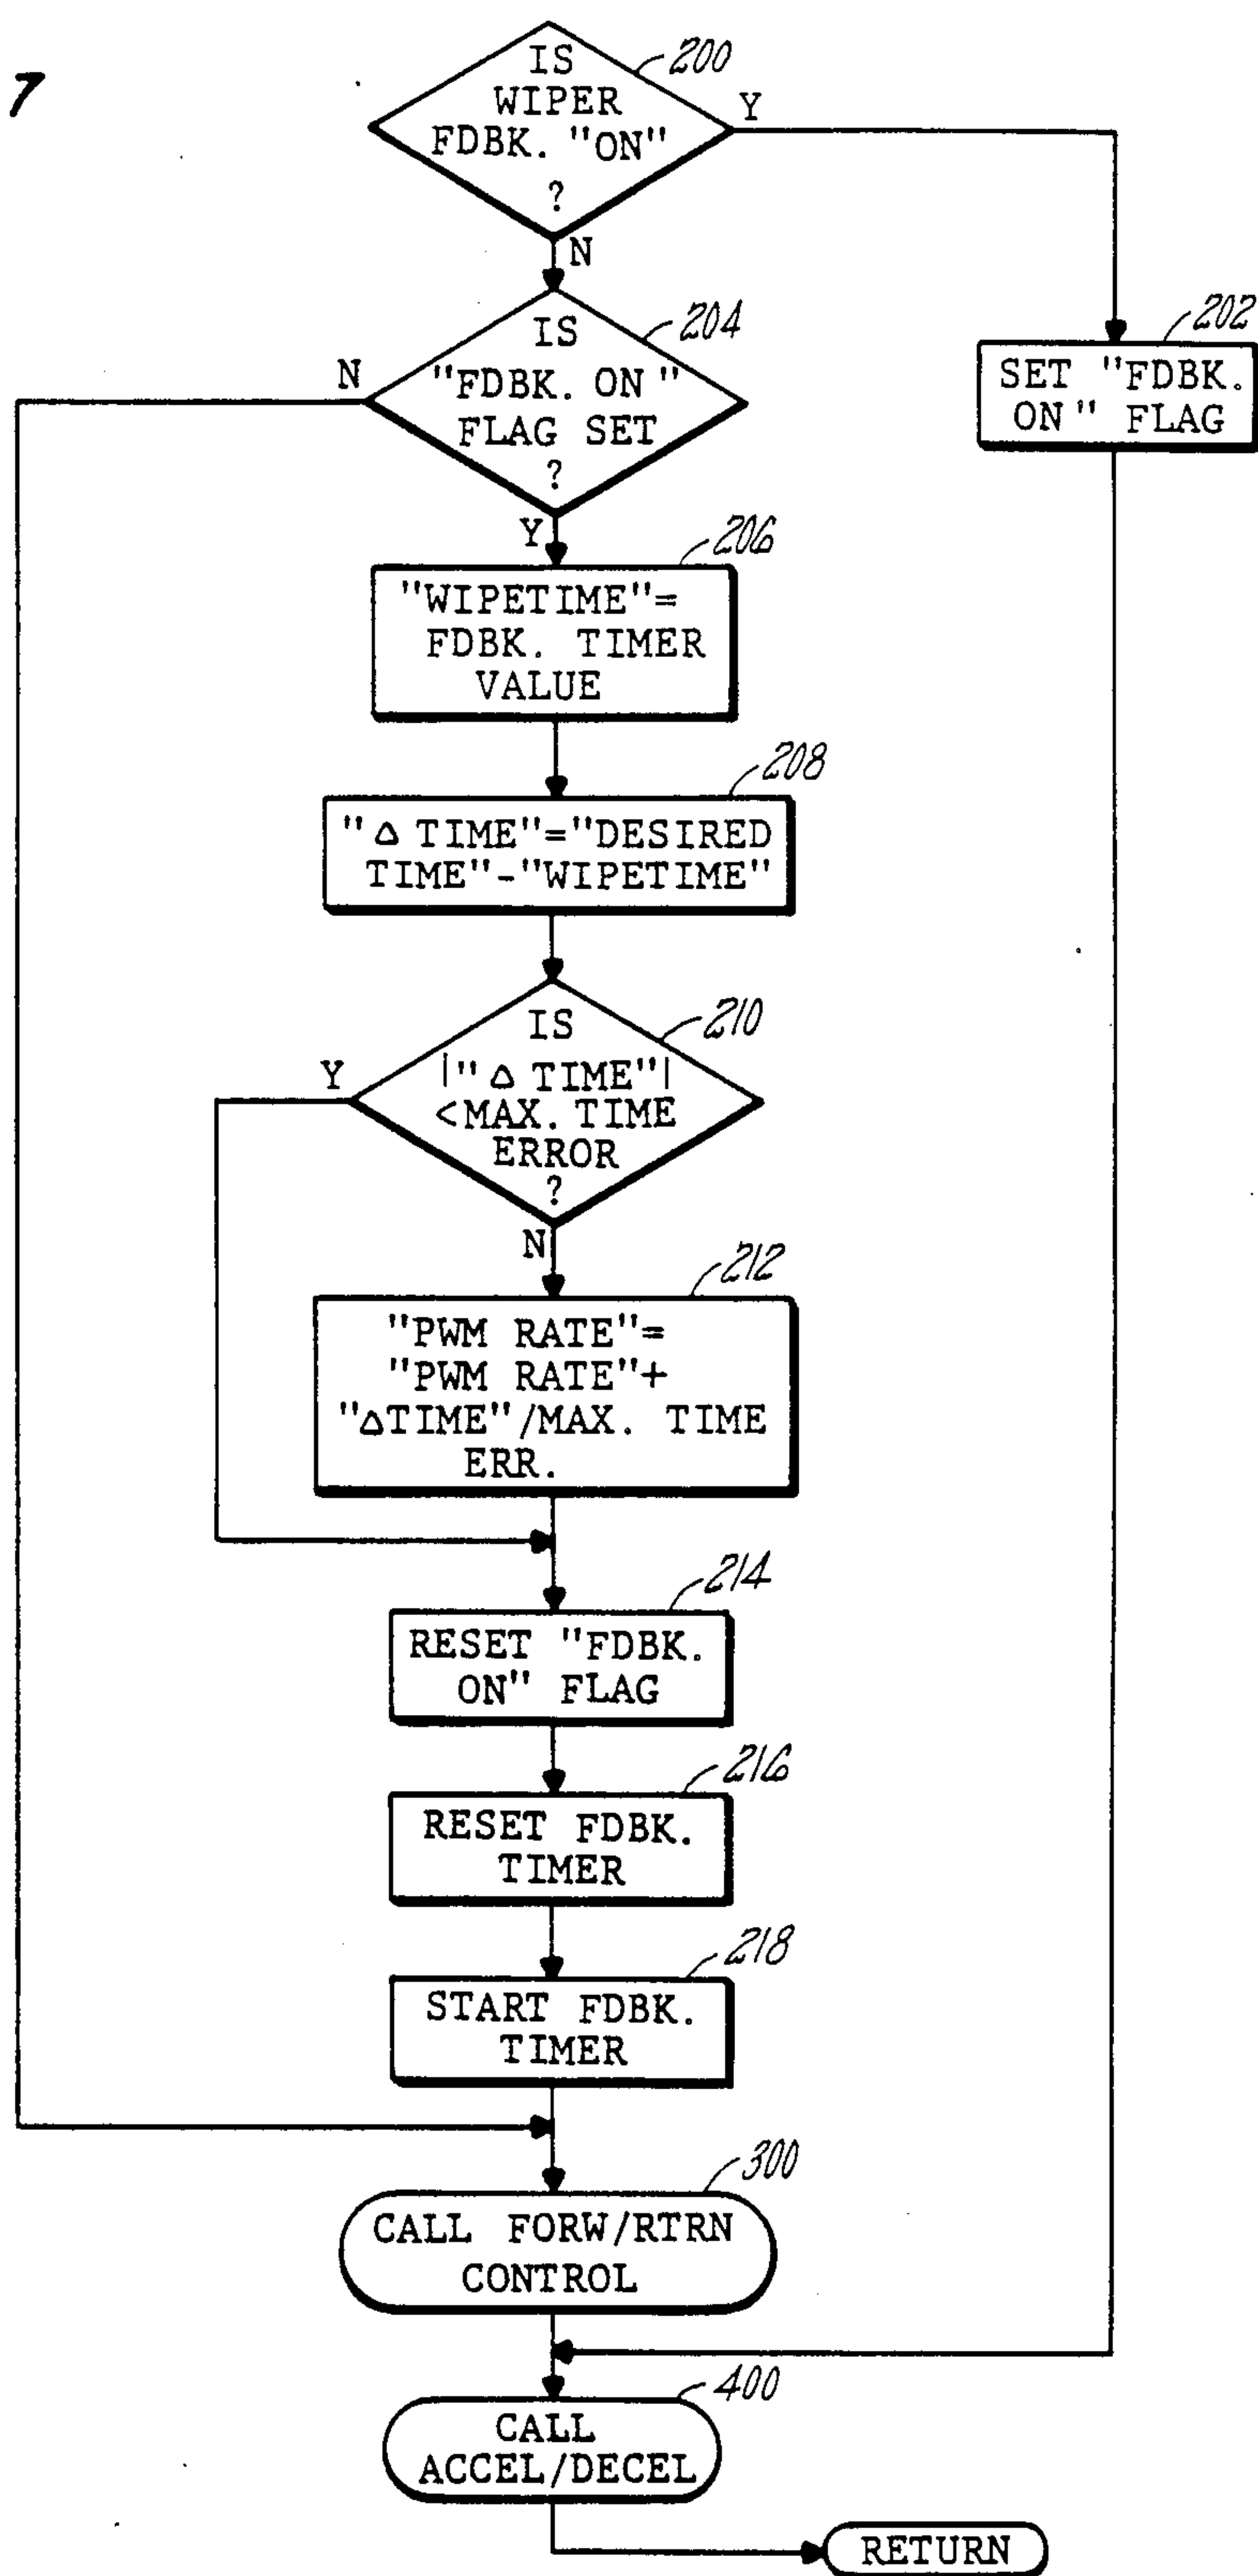 7
IS
WIPER
FDBK. "ON"
?
200
Y
N
IS
"FDBK. ON"
FLAG SET
?
204
N
Y
202
SET "FDBK.
ON" FLAG
206
"WIPETIME"=
FDBK. TIMER
VALUE
208
"Δ TIME"="DESIRED
TIME"-"WIPETIME"
210
IS
|"Δ TIME"|
<MAX. TIME
ERROR
?
Y
N
212
"PWM RATE"=
"PWM RATE"+
"ΔTIME"/MAX. TIME
ERR.
214
RESET "FDBK.
ON" FLAG
216
RESET FDBK.
TIMER
218
START FDBK.
TIMER
300
CALL FORW/RTRN
CONTROL
400
CALL
ACCEL/DECEL
RETURN